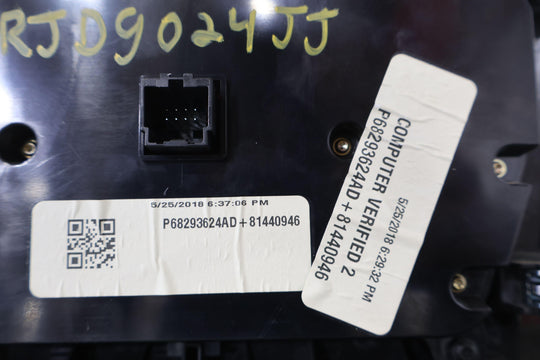 RJD9024JJ
5/25/2018 6:37:06 PM
P68293624AD+81440946
COMPUTER VERIFIED 2
P68293624AD+81440946
5/25/2018 6:29:32 PM